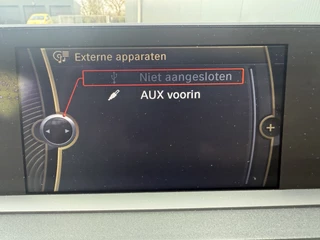 Externe apparaten
Niet aangesloten
AUX voorin